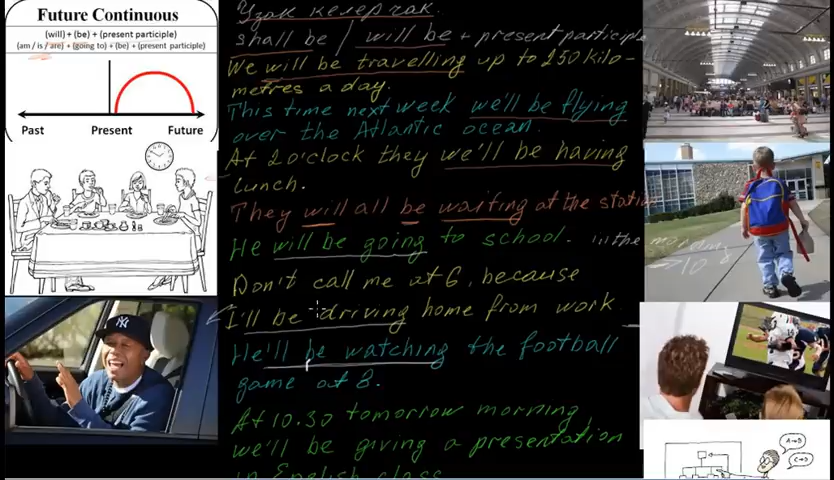 Future Continuous
(will) + (be) + (present participle)
(am / is / are) + (going to) + (be) + (present participle)
Past Present Future
Узак келер чак.
shall be / will be + present participle
We will be travelling up to 250 kilo-
metres a day.
This time next week we'll be flying
over the Atlantic ocean.
At 2 o'clock they we'll be having
lunch.
They will all be waiting at the station
He will be going to school. in the
Don't call me at 6, because
I'll be driving home from work
He'll be watching the football
game at 8.
At 10.30 tomorrow morning
we'll be giving a presentation
in English class
A→B
C→D